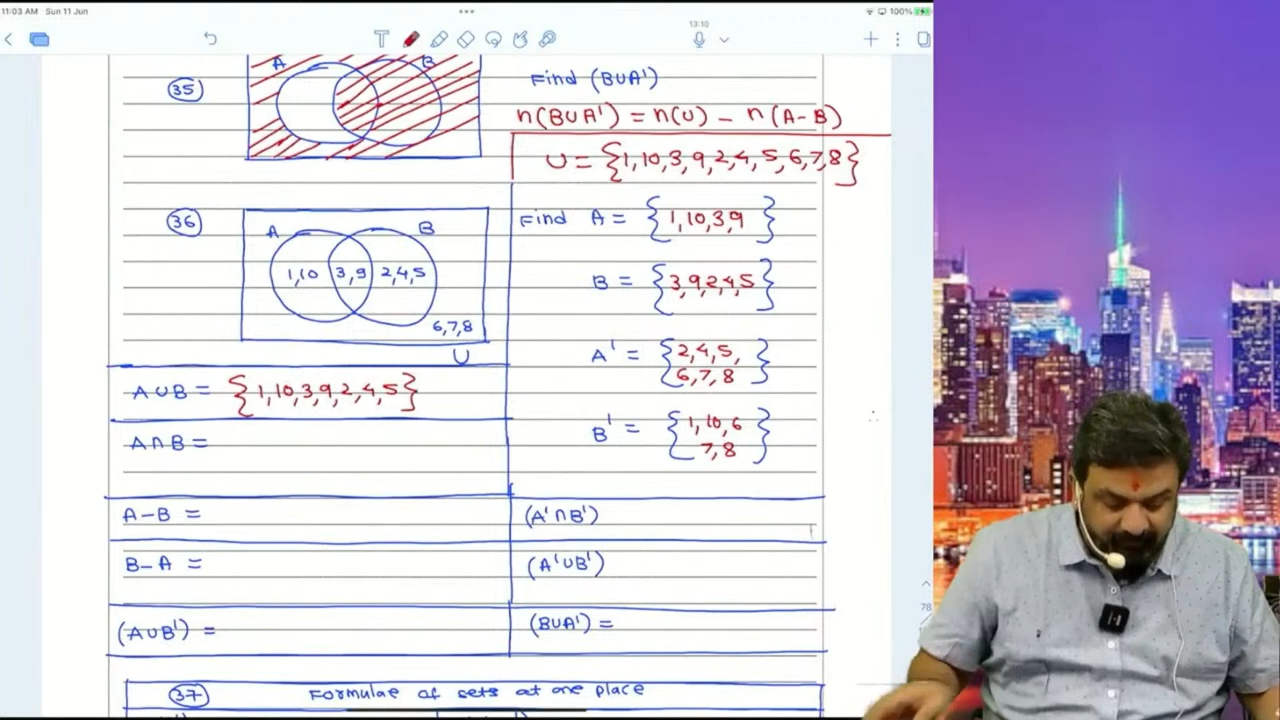 11:03 AM Sun 11 Jun
100%
13:10
35
A
B
Find (B∪A')
n(B∪A') = n(U) - n(A-B)
U = {1,10,3,9,2,4,5,6,7,8}
36
A
B
1,10
3,9
2,4,5
6,7,8
U
Find A = {1,10,3,9}
B = {3,9,2,4,5}
A' = {2,4,5,
6,7,8}
B' = {1,10,6
7,8}
A∪B = {1,10,3,9,2,4,5}
A∩B =
A-B =
(A'∩B')
B-A =
(A'∪B')
(A∪B') =
(B∪A') =
78
37
Formulae of sets at one place